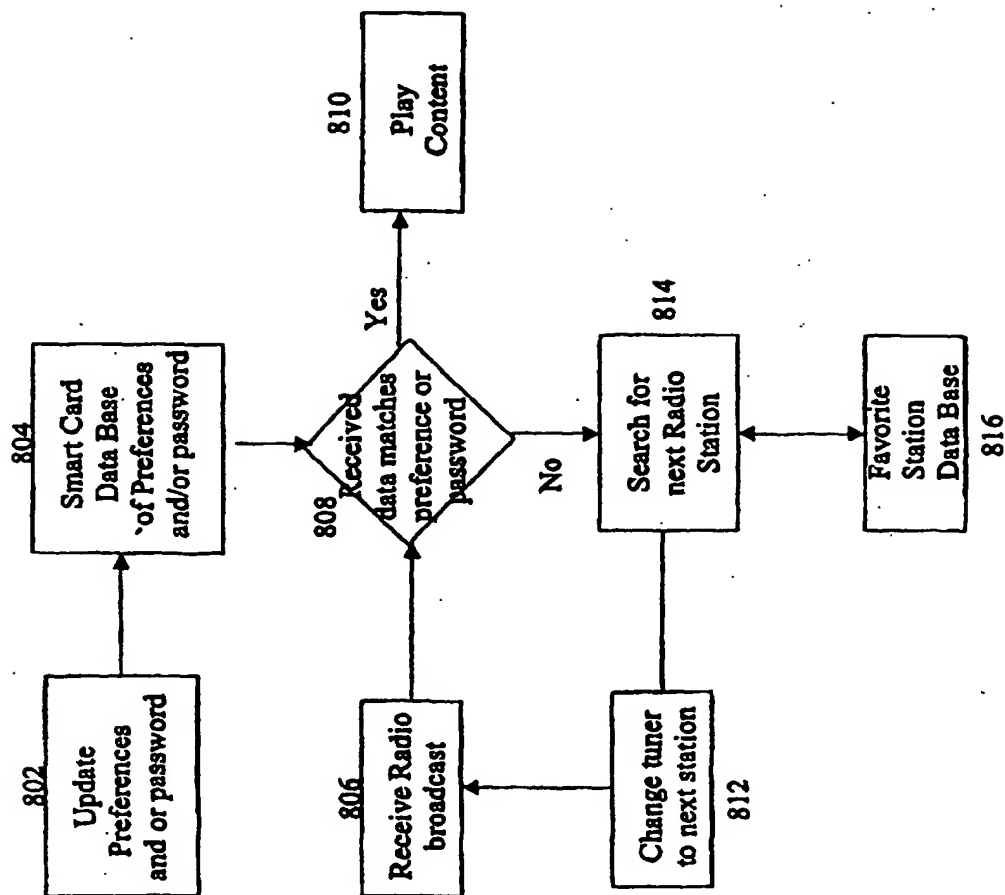 802
Update
Preferences
and or password
804
Smart Card
Data Base
of Preferences
and/or password
806
Receive Radio
broadcast
808
Received
data matches
preference or
password
Yes
810
Play
Content
No
Change tuner
to next station
812
Search for
next Radio
Station
814
Favorite
Station
Data Base
816